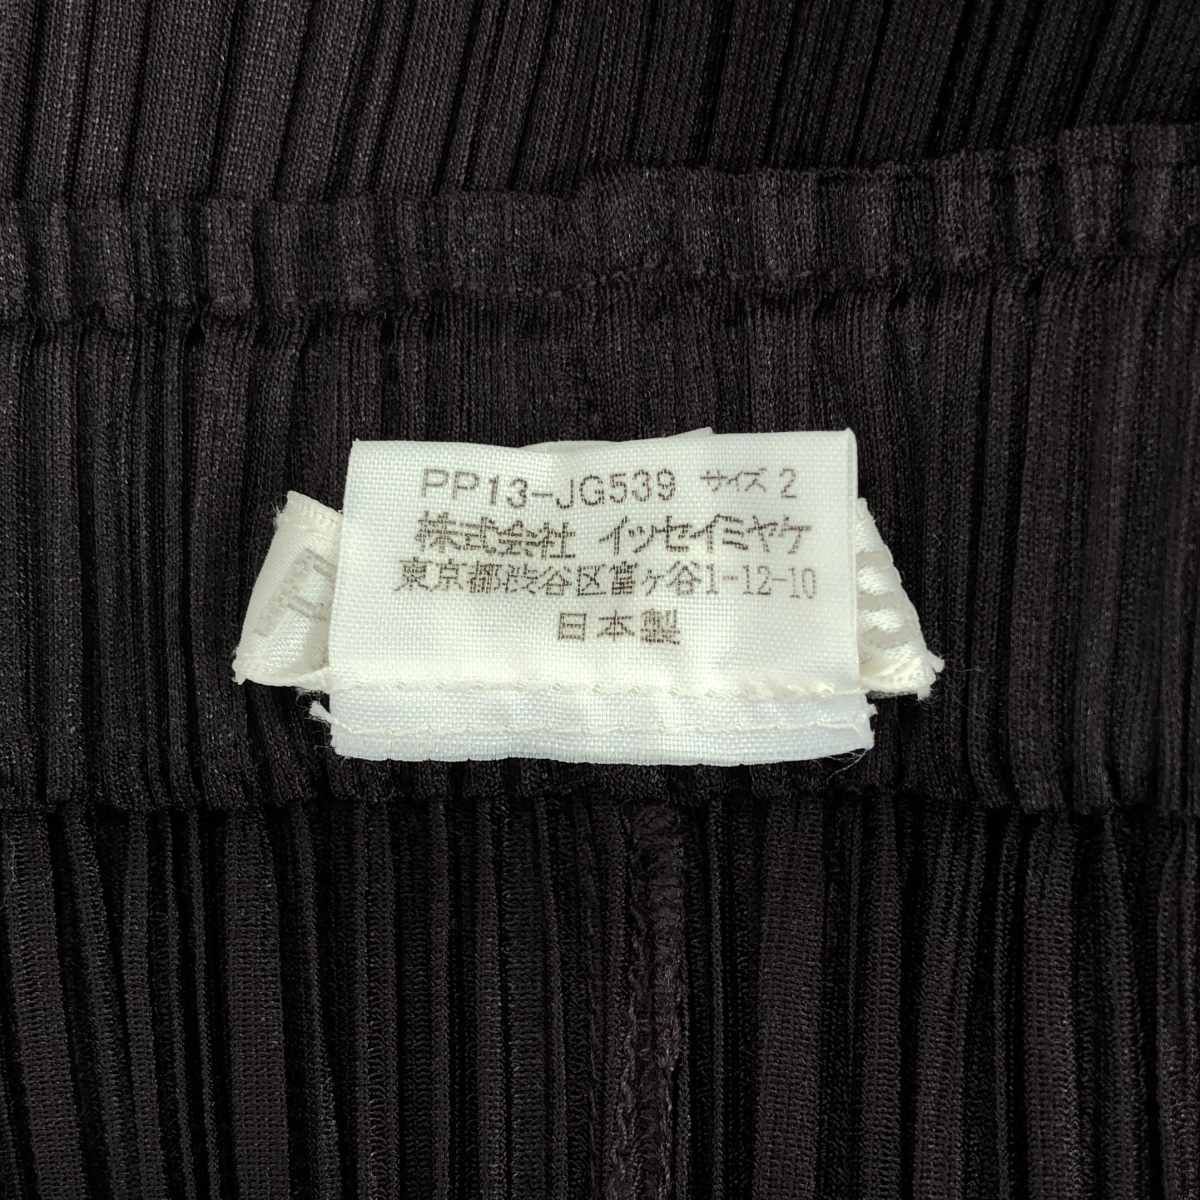 PP13-JG539 サイズ 2
株式会社 イッセイミヤケ
東京都渋谷区富ヶ谷1-12-10
日本製